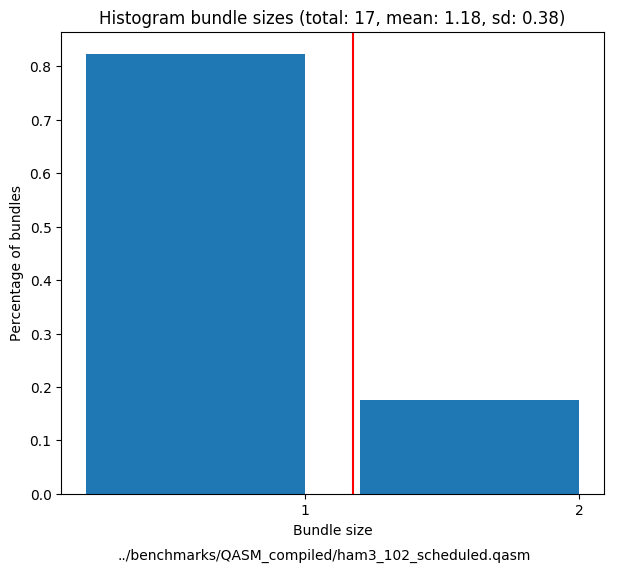 Histogram bundle sizes (total: 17, mean: 1.18, sd: 0.38)
Percentage of bundles
0.8
0.7
0.6
0.5
0.4
0.3
0.2
0.1
0.0
1 2
Bundle size
../benchmarks/QASM_compiled/ham3_102_scheduled.qasm